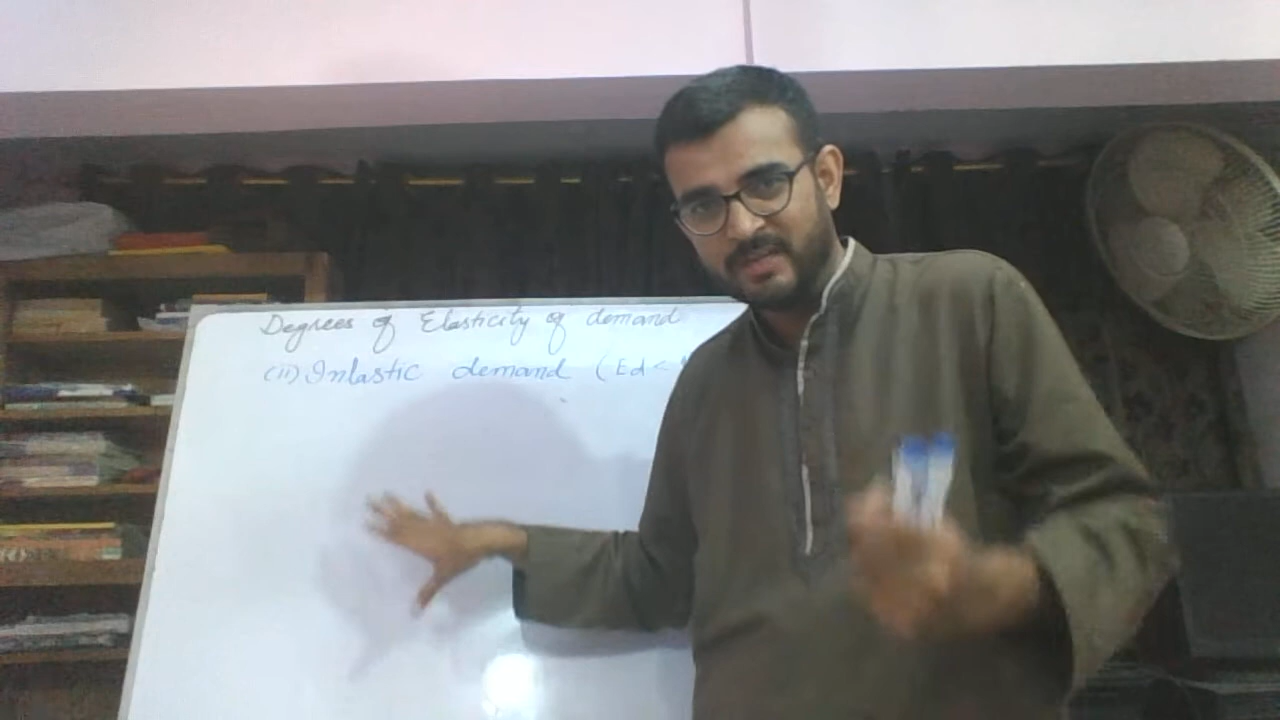 Degrees of Elasticity of demand
(ii) Inlastic demand (Ed <